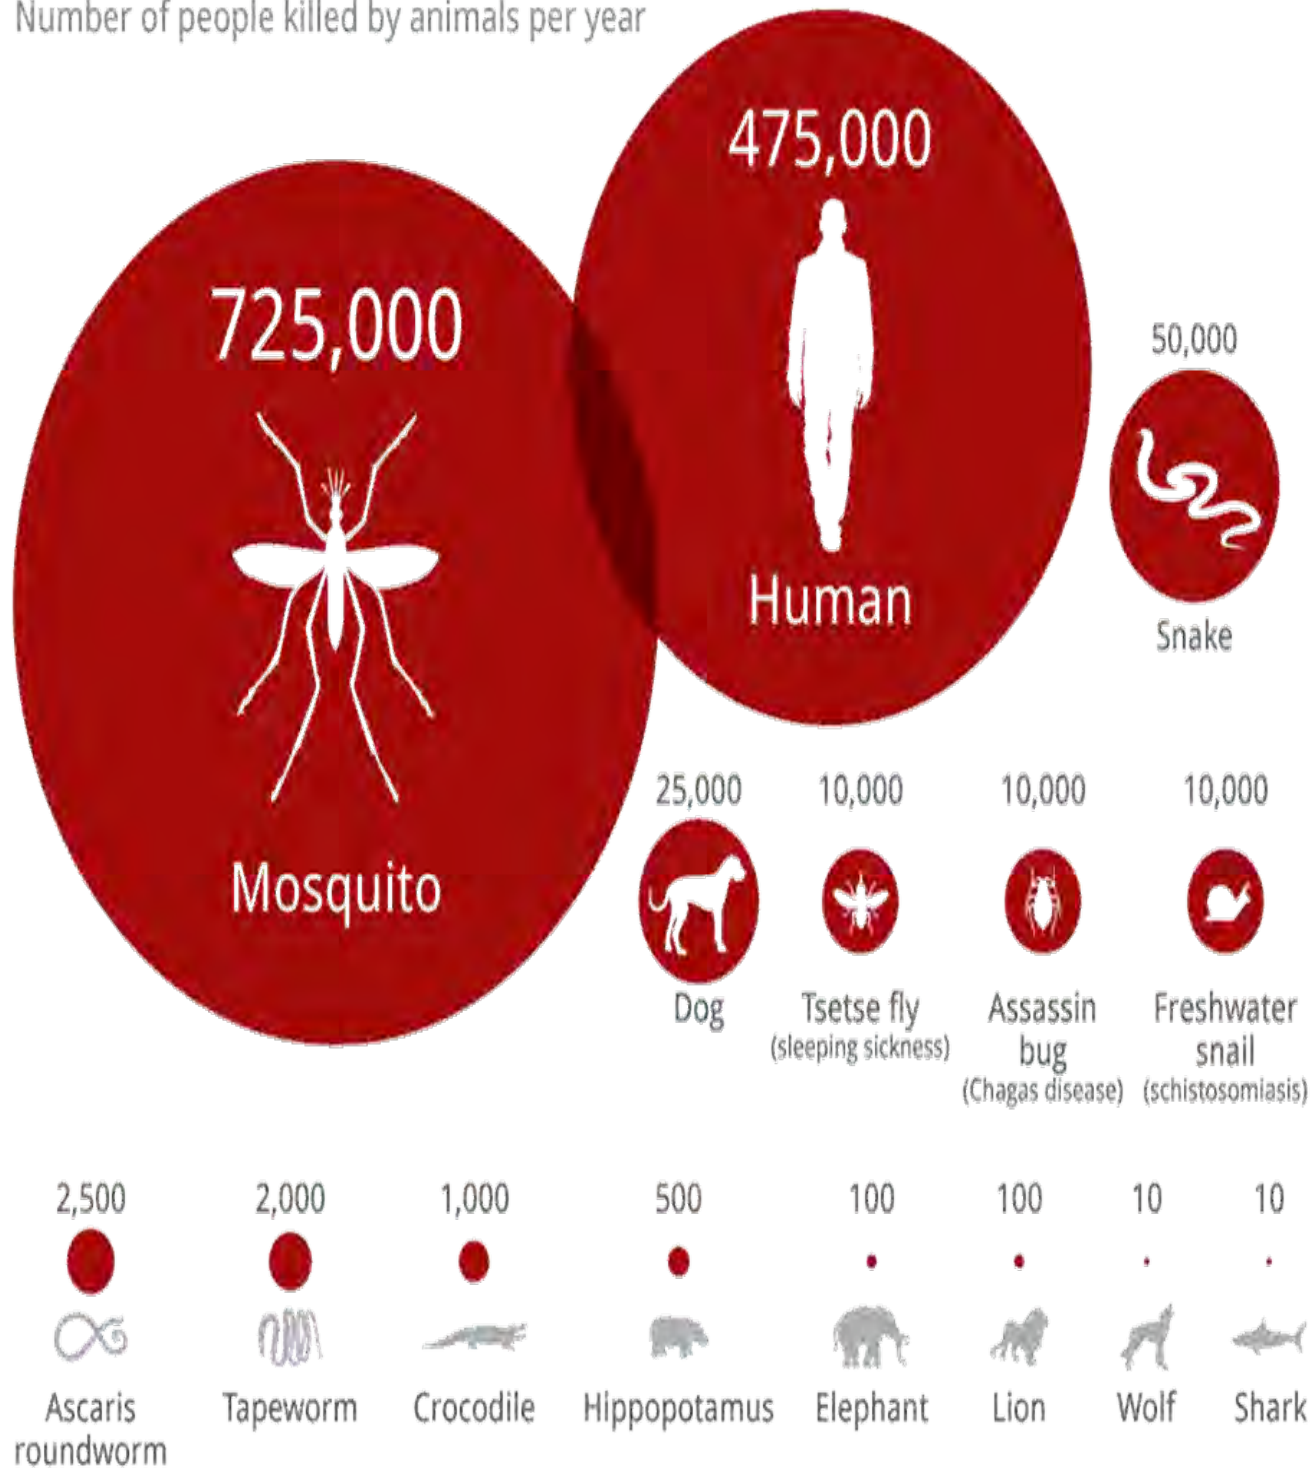 Number of people killed by animals per year
475,000
Human
725,000
Mosquito
50,000
Snake
25,000
Dog
10,000
Tsetse fly
(sleeping sickness)
10,000
Assassin
bug
(Chagas disease)
10,000
Freshwater
snail
(schistosomiasis)
2,500
Ascaris
roundworm
2,000
Tapeworm
1,000
Crocodile
500
Hippopotamus
100
Elephant
100
Lion
10
Wolf
10
Shark